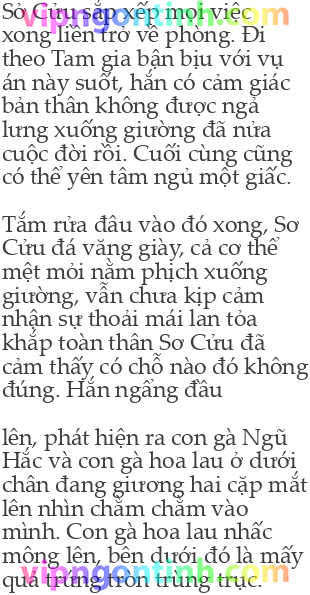 Sở Cửu sắp xếp mọi việc
xong liền trở về phòng. Đi
theo Tam gia bận bịu với vụ
án này suốt, hắn có cảm giác
bản thân không được ngả
lưng xuống giường đã nửa
cuộc đời rồi. Cuối cùng cũng
có thể yên tâm ngủ một giấc.
Tắm rửa đâu vào đó xong, Sơ
Cửu đá văng giày, cả cơ thể
mệt mỏi nằm phịch xuống
giường, vẫn chưa kịp cảm
nhận sự thoải mái lan tỏa
khắp toàn thân Sơ Cửu đã
cảm thấy có chỗ nào đó không
đúng. Hắn ngẩng đầu
lên, phát hiện ra con gà Ngũ
Hắc và con gà hoa lau ở dưới
chân đang giương hai cặp mắt
lên nhìn chằm chằm vào
mình. Con gà hoa lau nhấc
mông lên, bên dưới đó là mấy
quả trứng tròn trùng trục.
vipngontinh.com
vipngontinh.com